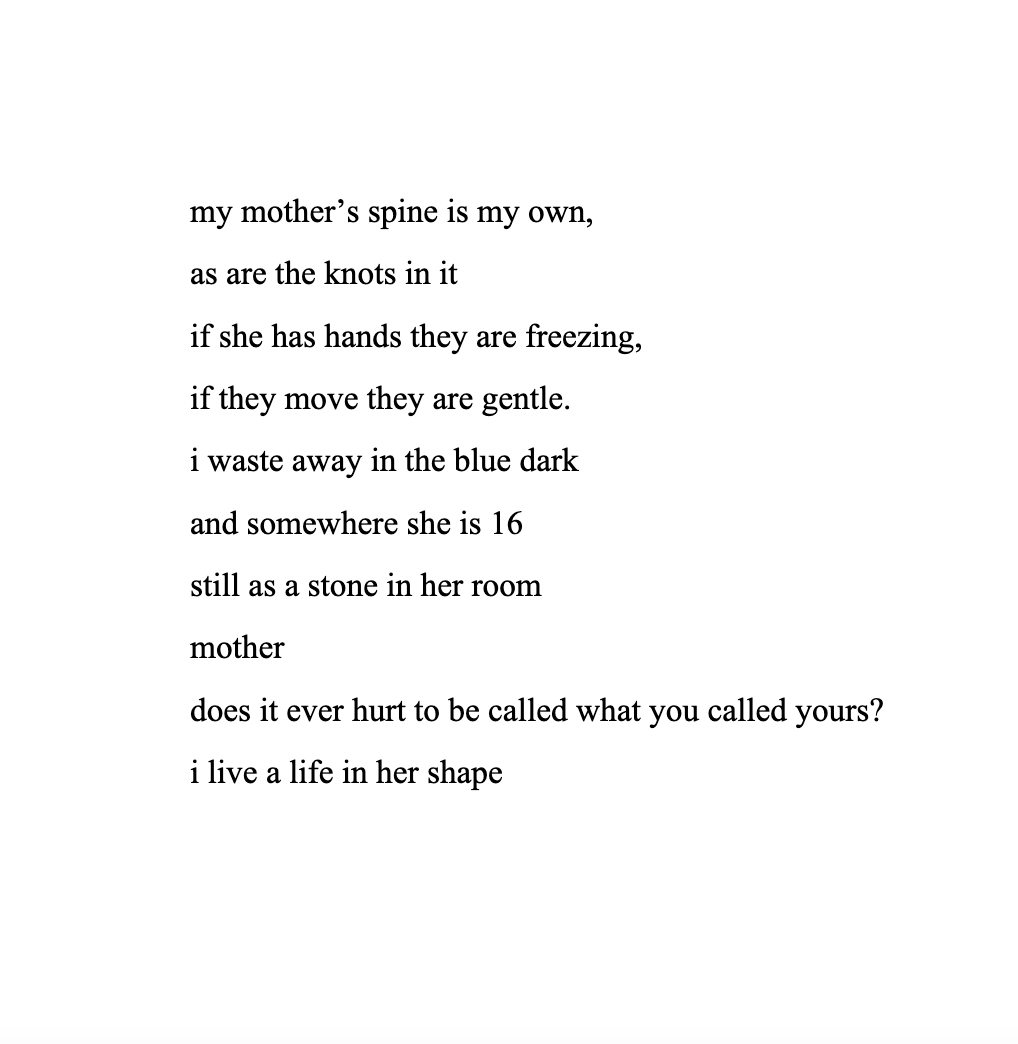 my mother’s spine is my own,
as are the knots in it
if she has hands they are freezing,
if they move they are gentle.
i waste away in the blue dark
and somewhere she is 16
still as a stone in her room
mother
does it ever hurt to be called what you called yours?
i live a life in her shape